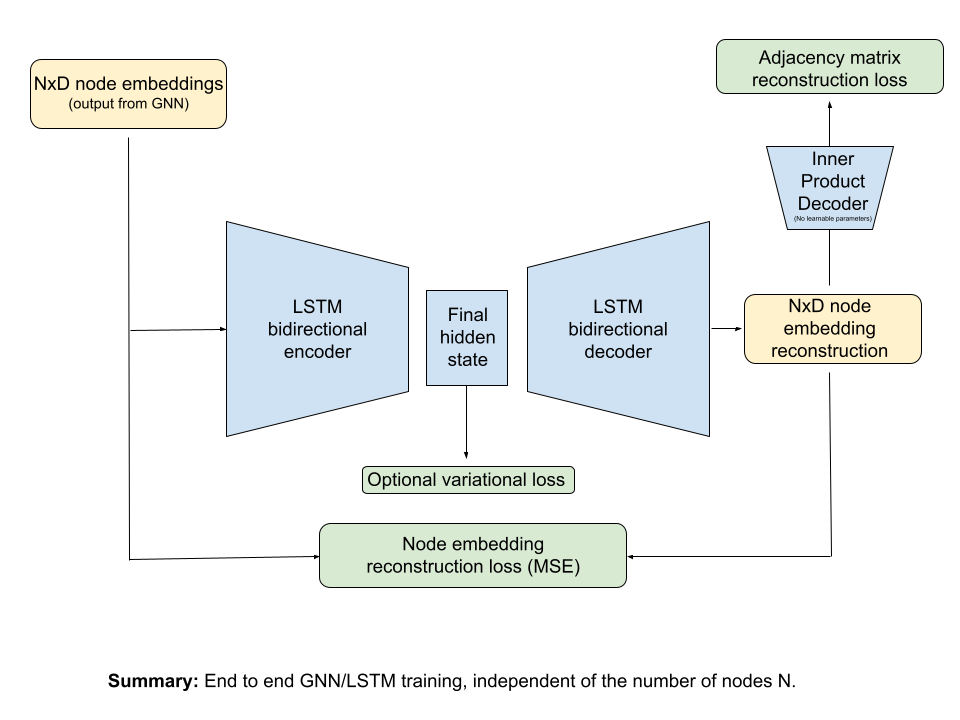 NxD node embeddings
(output from GNN)
Adjacency matrix
reconstruction loss
Inner
Product
Decoder
(No learnable parameters)
LSTM
bidirectional
encoder
Final
hidden
state
LSTM
bidirectional
decoder
NxD node
embedding
reconstruction
Optional variational loss
Node embedding
reconstruction loss (MSE)
Summary: End to end GNN/LSTM training, independent of the number of nodes N.